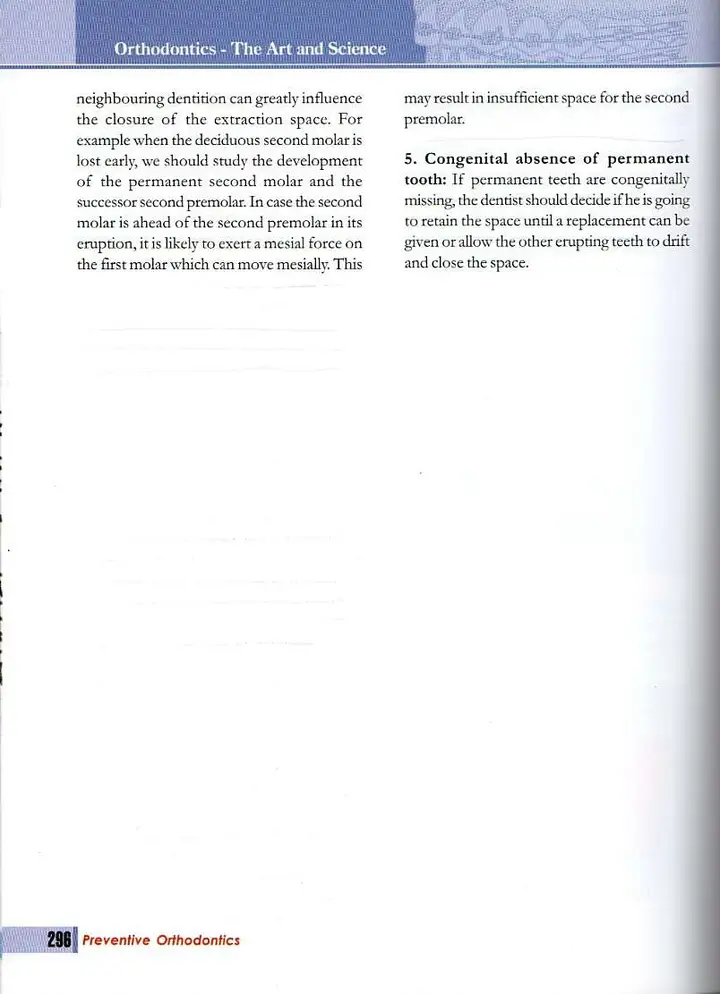 Orthodontics - The Art and Science
neighbouring dentition can greatly influence
the closure of the extraction space. For
example when the deciduous second molar is
lost early, we should study the development
of the permanent second molar and the
successor second premolar. In case the second
molar is ahead of the second premolar in its
eruption, it is likely to exert a mesial force on
the first molar which can move mesially. This
may result in insufficient space for the second
premolar.
5. Congenital absence of permanent
tooth: If permanent teeth are congenitally
missing, the dentist should decide if he is going
to retain the space until a replacement can be
given or allow the other erupting teeth to drift
and close the space.
296 Preventive Orthodontics